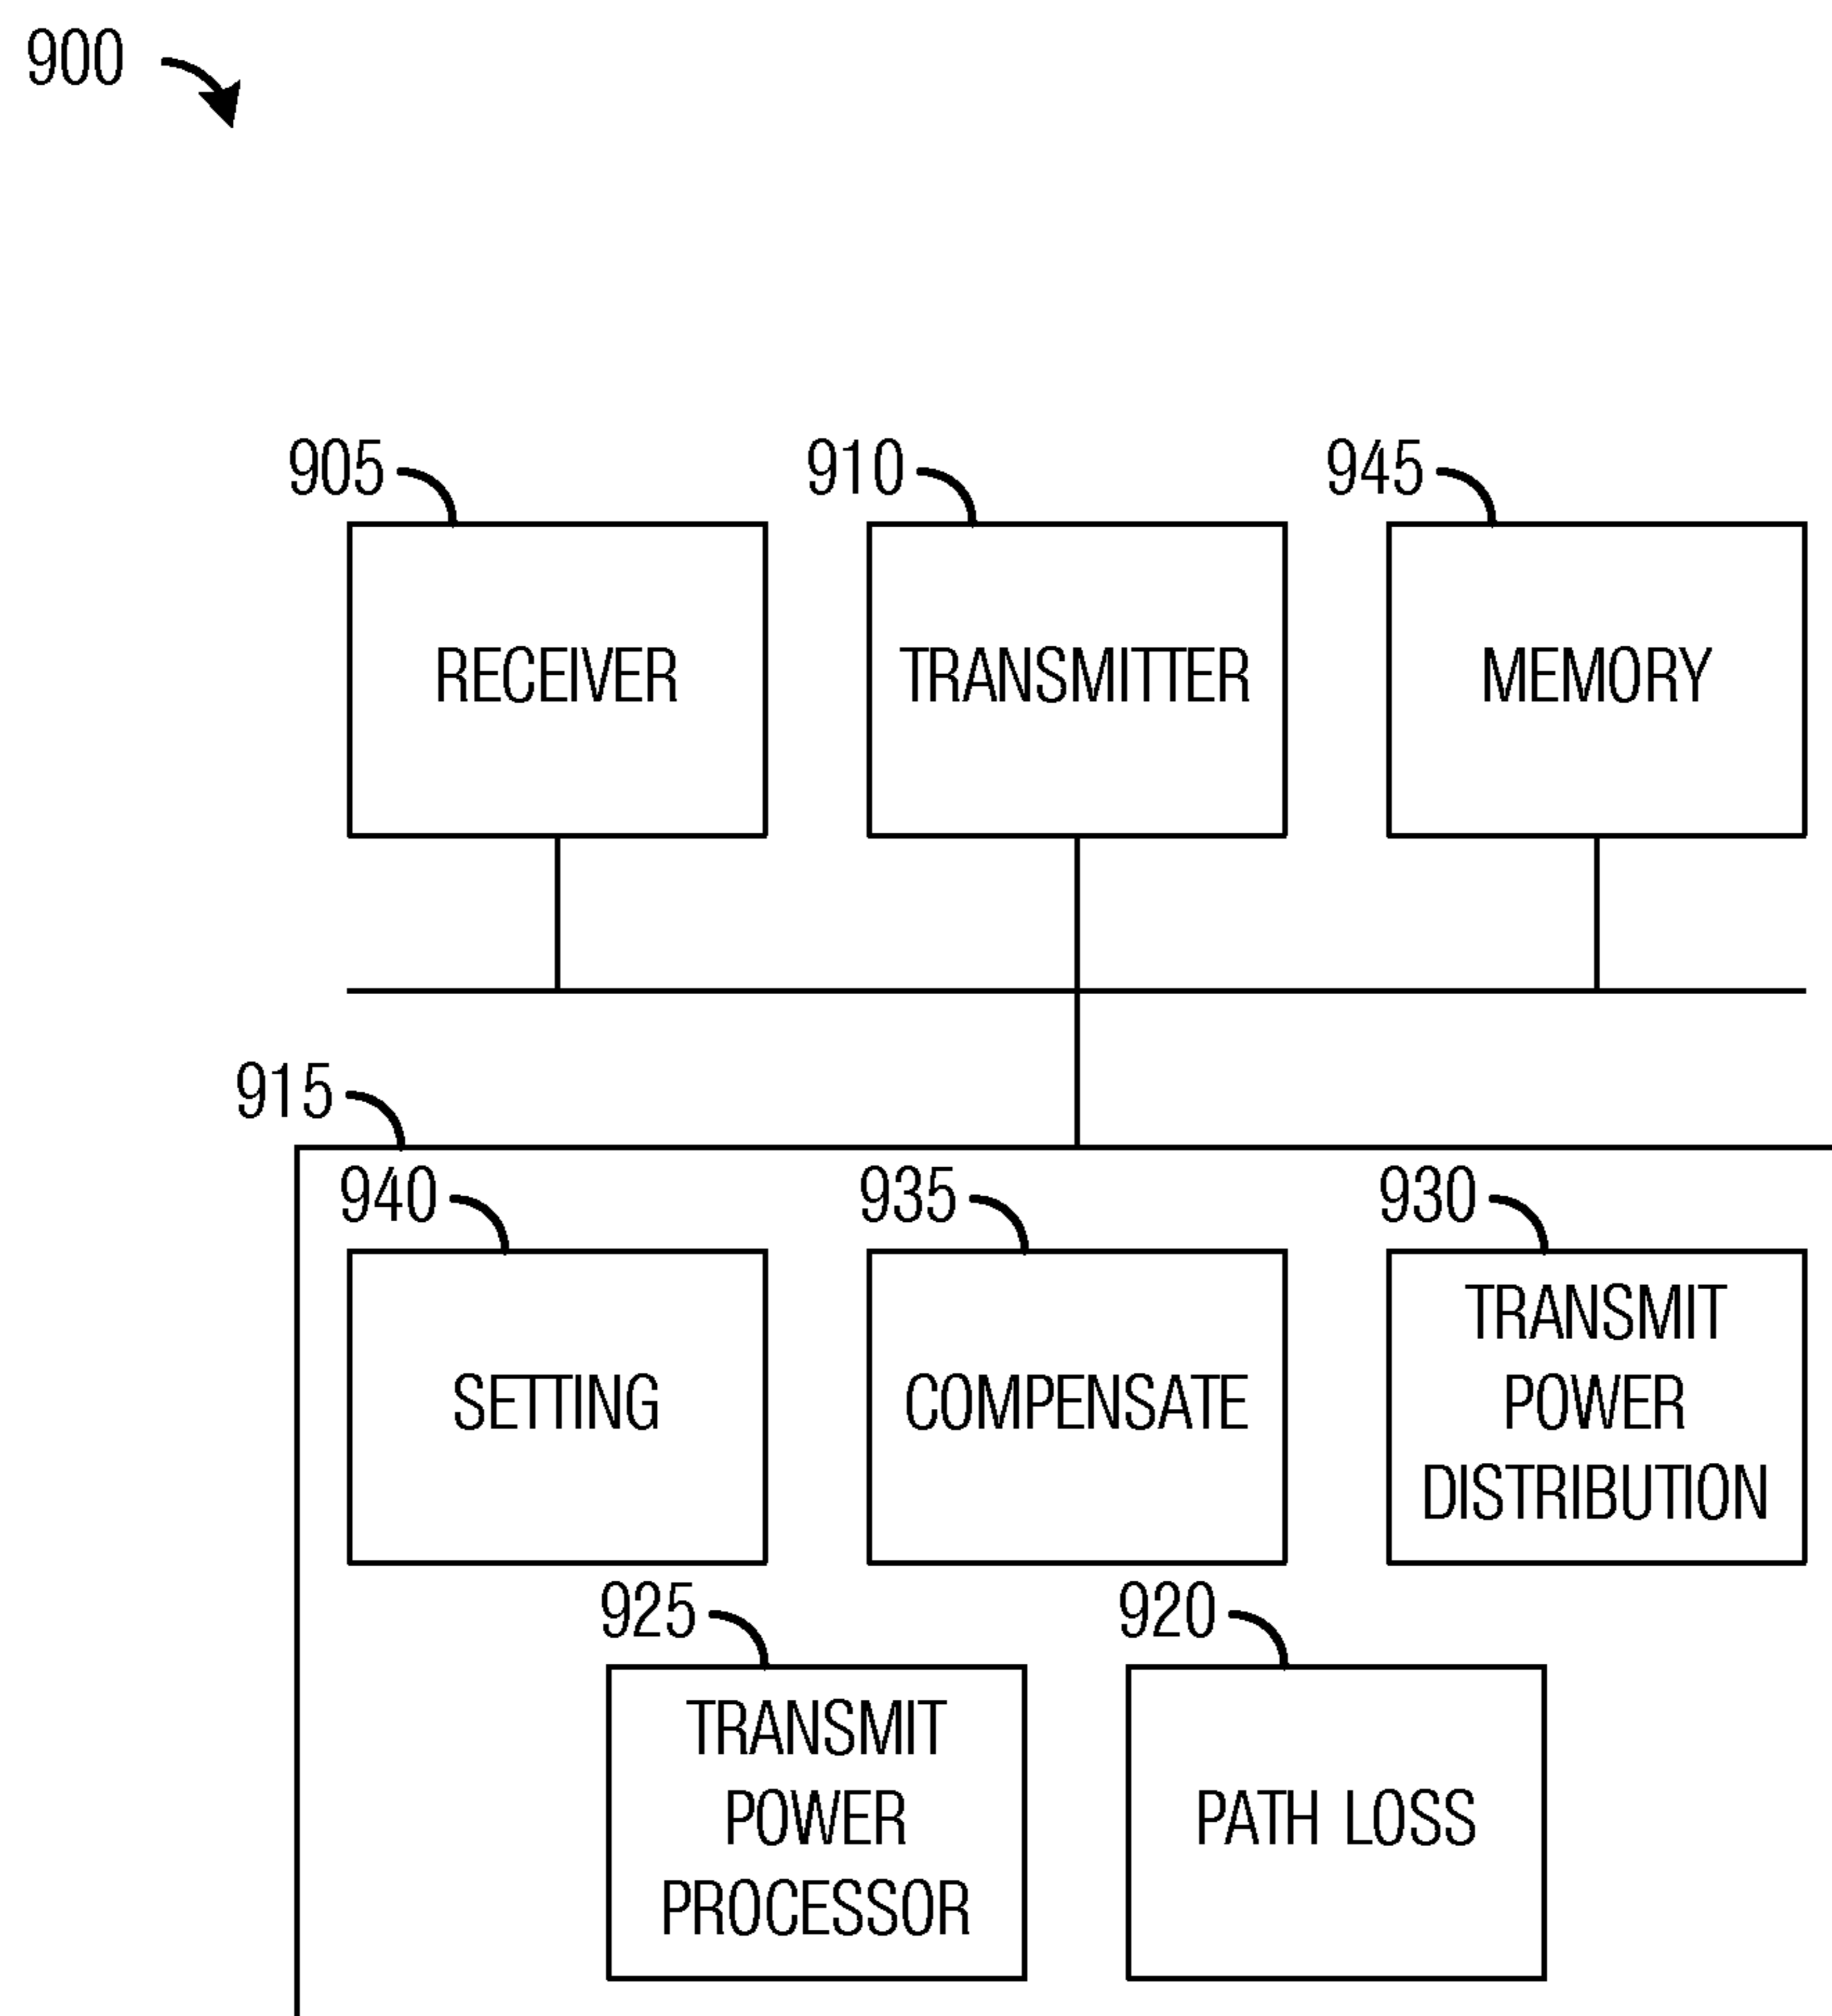 900
905
910
945
RECEIVER
TRANSMITTER
MEMORY
915
940
935
930
SETTING
COMPENSATE
TRANSMIT
POWER
DISTRIBUTION
925
920
TRANSMIT
POWER
PROCESSOR
PATH LOSS